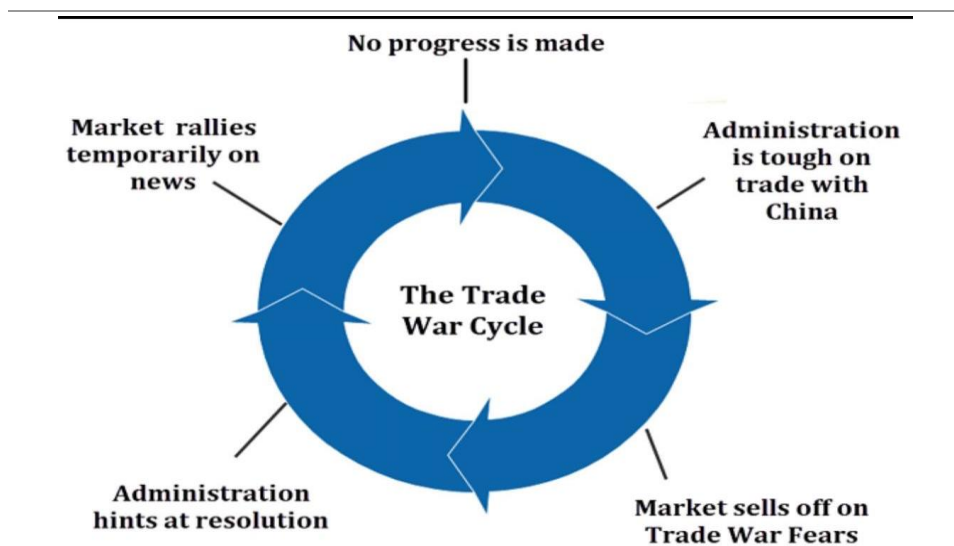 No progress is made
Administration
is tough on
trade with
China
Market sells off on
Trade War Fears
Administration
hints at resolution
Market rallies
temporarily on
news
The Trade
War Cycle